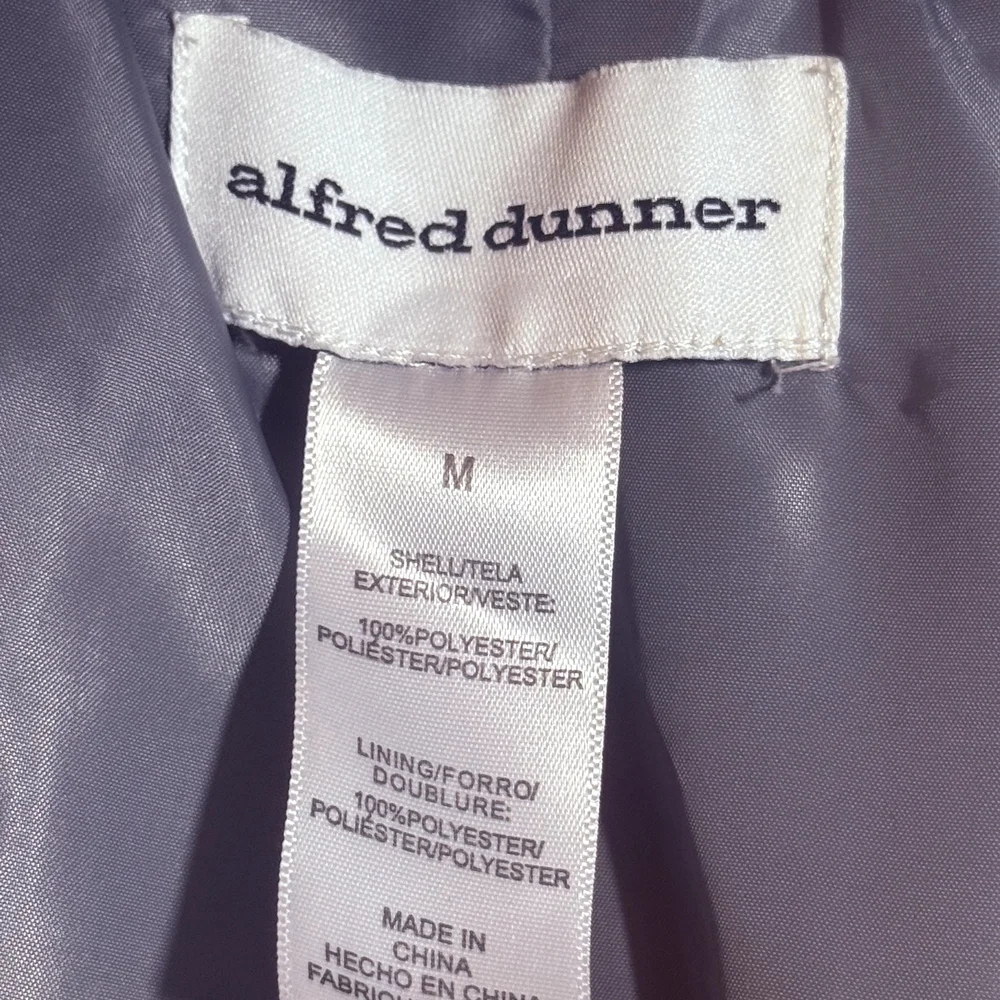 alfred dunner
M
SHELL/TELA
EXTERIOR/VESTE:
100%POLYESTER/
POLIÉSTER/POLYESTER
LINING/FORRO/
DOUBLURE:
100%POLYESTER/
POLIÉSTER/POLYESTER
MADE IN
CHINA
HECHO EN CHINA